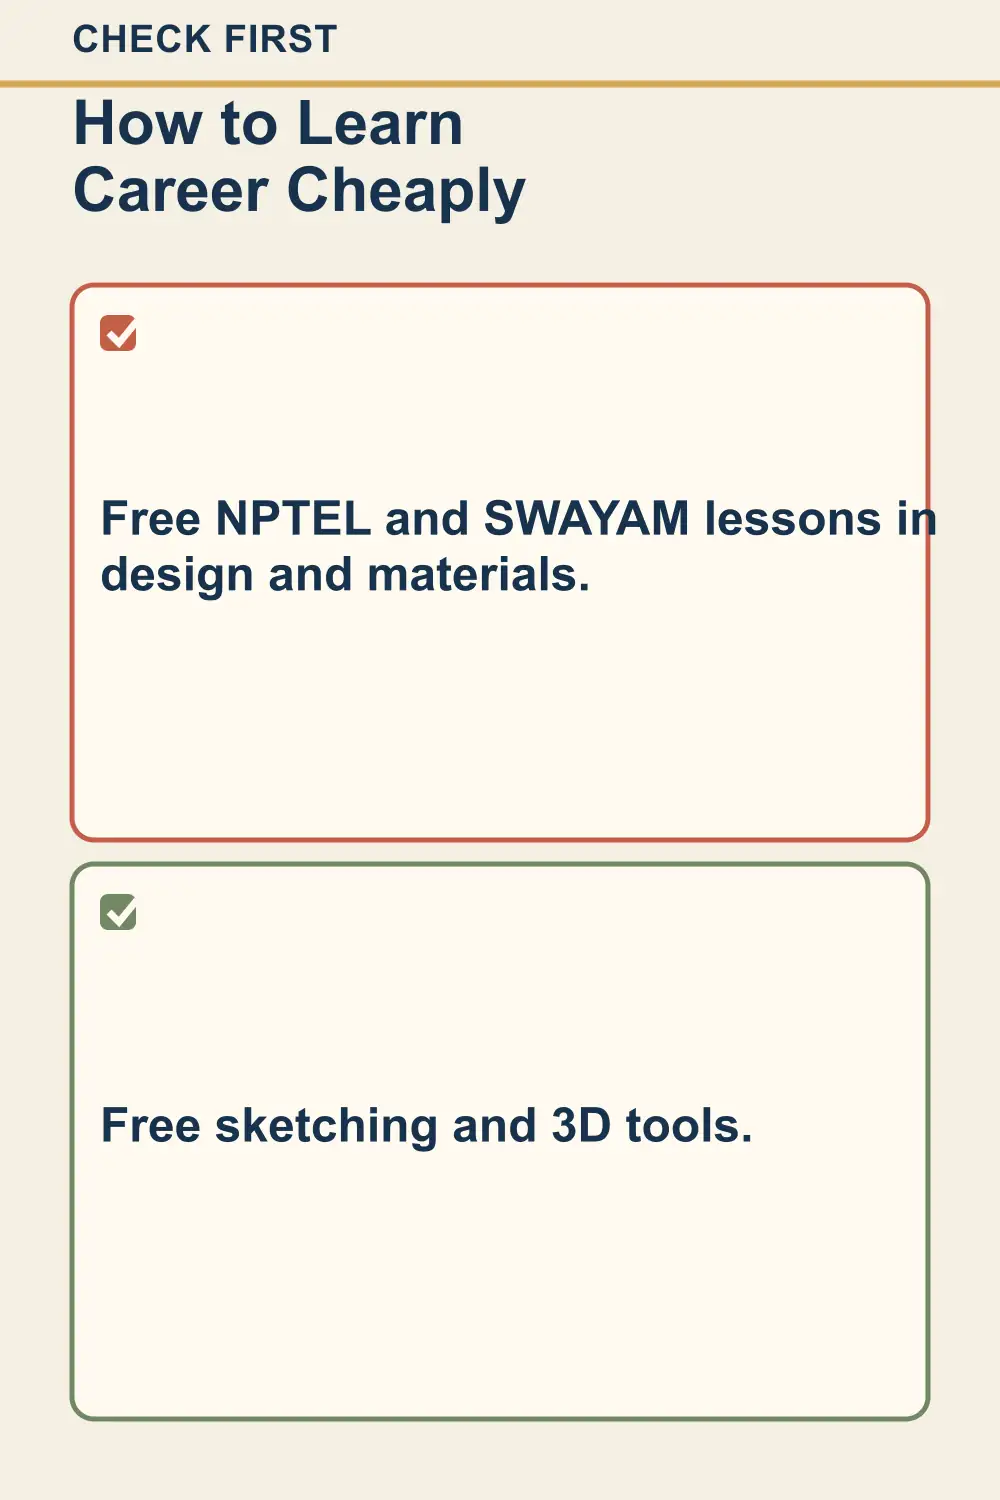 CHECK FIRST
How to Learn
Career Cheaply
Free NPTEL and SWAYAM lessons in
design and materials.
Free sketching and 3D tools.